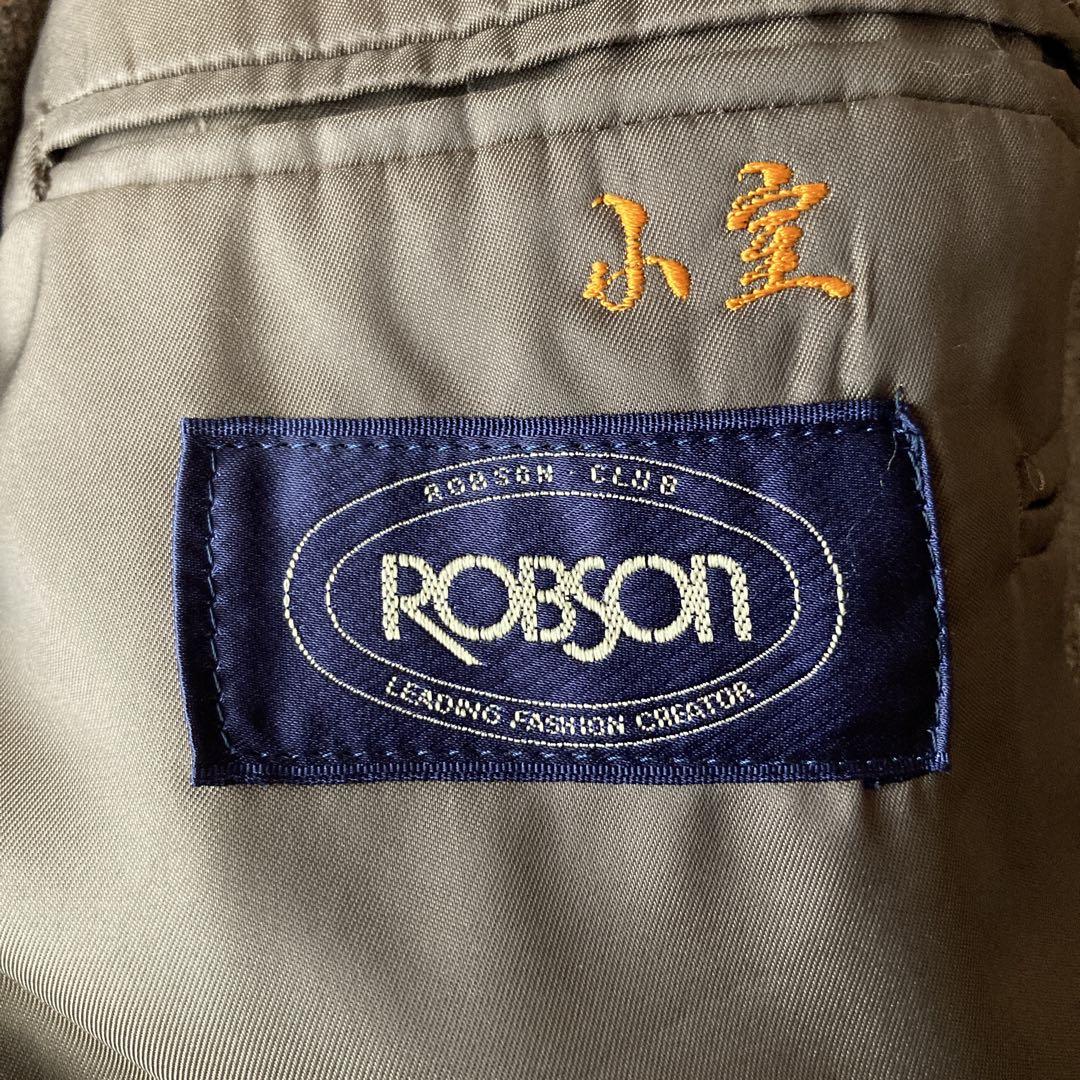 小室
ROBSON · CLUB
ROBSON
LEADING FASHION CREATOR